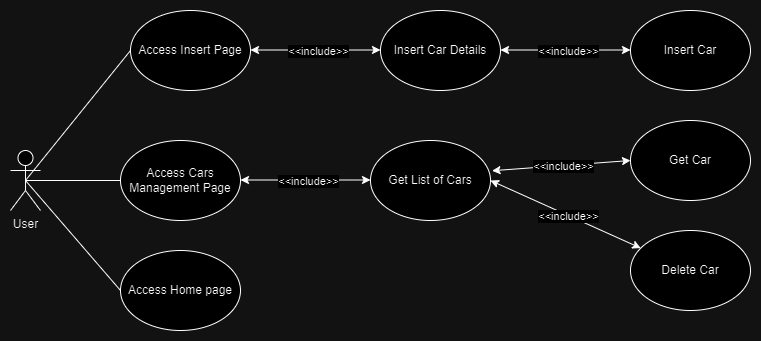 Access Insert Page
<<include>>
Insert Car Details
<<include>>
Insert Car
Access Cars
Management Page
<<include>>
Get List of Cars
<<include>>
Get Car
<<include>>
Delete Car
User
Access Home page